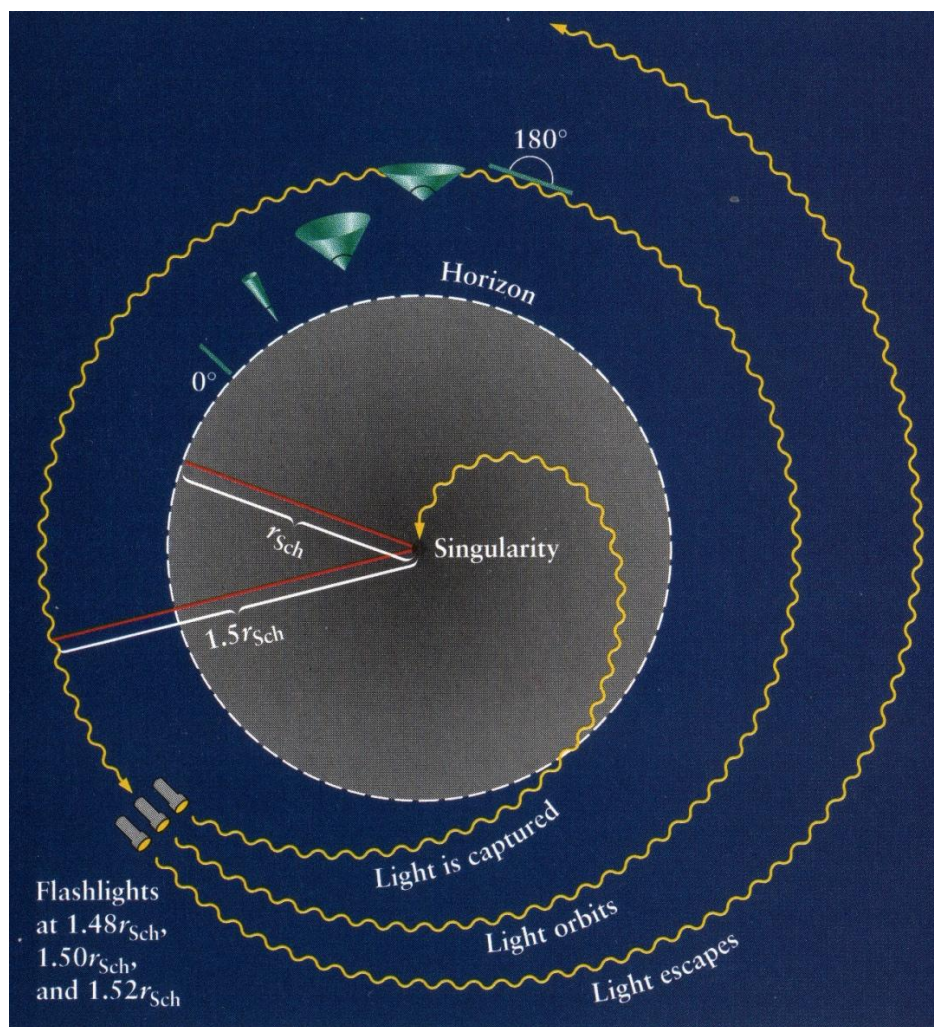 180°
Horizon
0°
rSch
Singularity
1.5rSch
Light is captured
Light orbits
Light escapes
Flashlights
at 1.48rSch,
1.50rSch,
and 1.52rSch